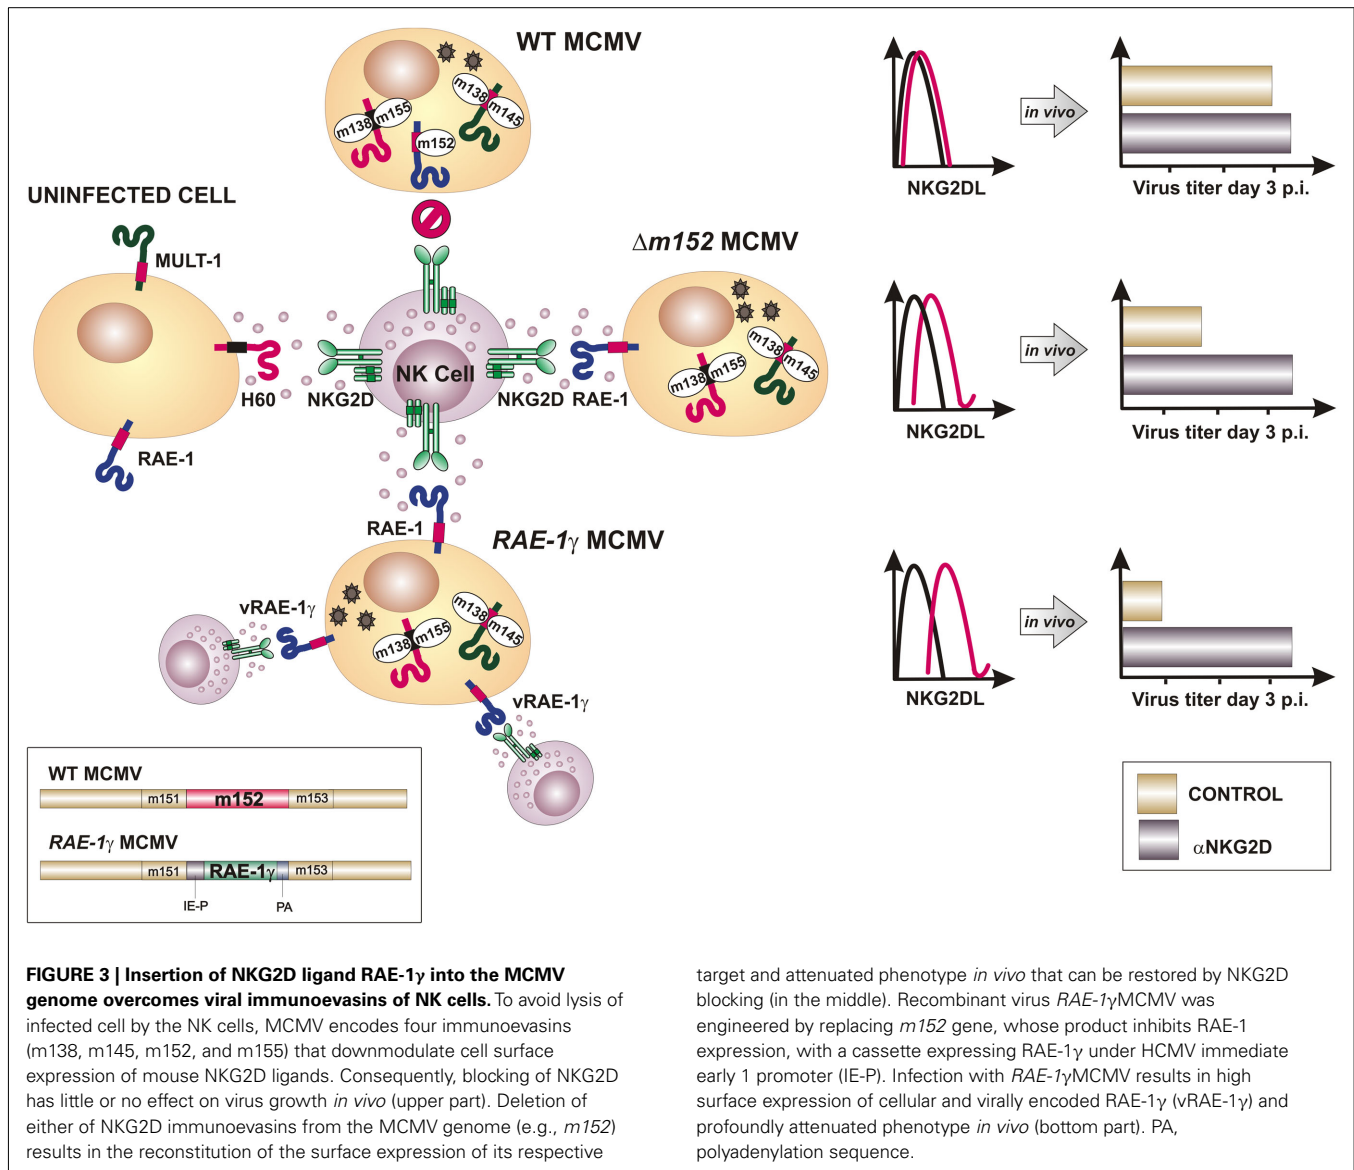 WT MCMV
m138
m155
m152
m138
m145
NKG2DL
in vivo
Virus titer day 3 p.i.
UNINFECTED CELL
MULT-1
H60
RAE-1
NK Cell
NKG2D
NKG2D
RAE-1
Δm152 MCMV
m138
m155
m138
m145
NKG2DL
in vivo
Virus titer day 3 p.i.
RAE-1
RAE-1γ MCMV
vRAE-1γ
m138
m155
m138
m145
vRAE-1γ
NKG2DL
in vivo
Virus titer day 3 p.i.
WT MCMV
m151 m152 m153
RAE-1γ MCMV
m151 RAE-1γ m153
IE-P PA
CONTROL
αNKG2D
FIGURE 3 | Insertion of NKG2D ligand RAE-1γ into the MCMV
genome overcomes viral immunoevasins of NK cells. To avoid lysis of
infected cell by the NK cells, MCMV encodes four immunoevasins
(m138, m145, m152, and m155) that downmodulate cell surface
expression of mouse NKG2D ligands. Consequently, blocking of NKG2D
has little or no effect on virus growth in vivo (upper part). Deletion of
either of NKG2D immunoevasins from the MCMV genome (e.g., m152)
results in the reconstitution of the surface expression of its respective
target and attenuated phenotype in vivo that can be restored by NKG2D
blocking (in the middle). Recombinant virus RAE-1γMCMV was
engineered by replacing m152 gene, whose product inhibits RAE-1
expression, with a cassette expressing RAE-1γ under HCMV immediate
early 1 promoter (IE-P). Infection with RAE-1γMCMV results in high
surface expression of cellular and virally encoded RAE-1γ (vRAE-1γ) and
profoundly attenuated phenotype in vivo (bottom part). PA,
polyadenylation sequence.